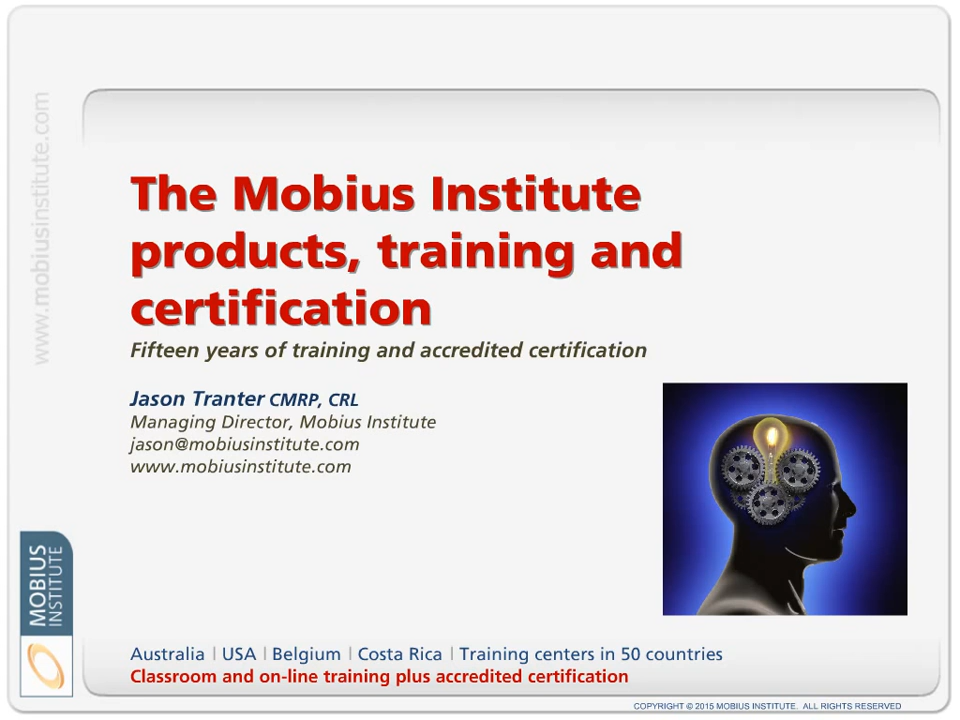 www.mobiusinstitute.com
The Mobius Institute
products, training and
certification
Fifteen years of training and accredited certification
Jason Tranter CMRP, CRL
Managing Director, Mobius Institute
jason@mobiusinstitute.com
www.mobiusinstitute.com
MOBIUS
INSTITUTE
Australia | USA | Belgium | Costa Rica | Training centers in 50 countries
Classroom and on-line training plus accredited certification
COPYRIGHT © 2015 MOBIUS INSTITUTE. ALL RIGHTS RESERVED